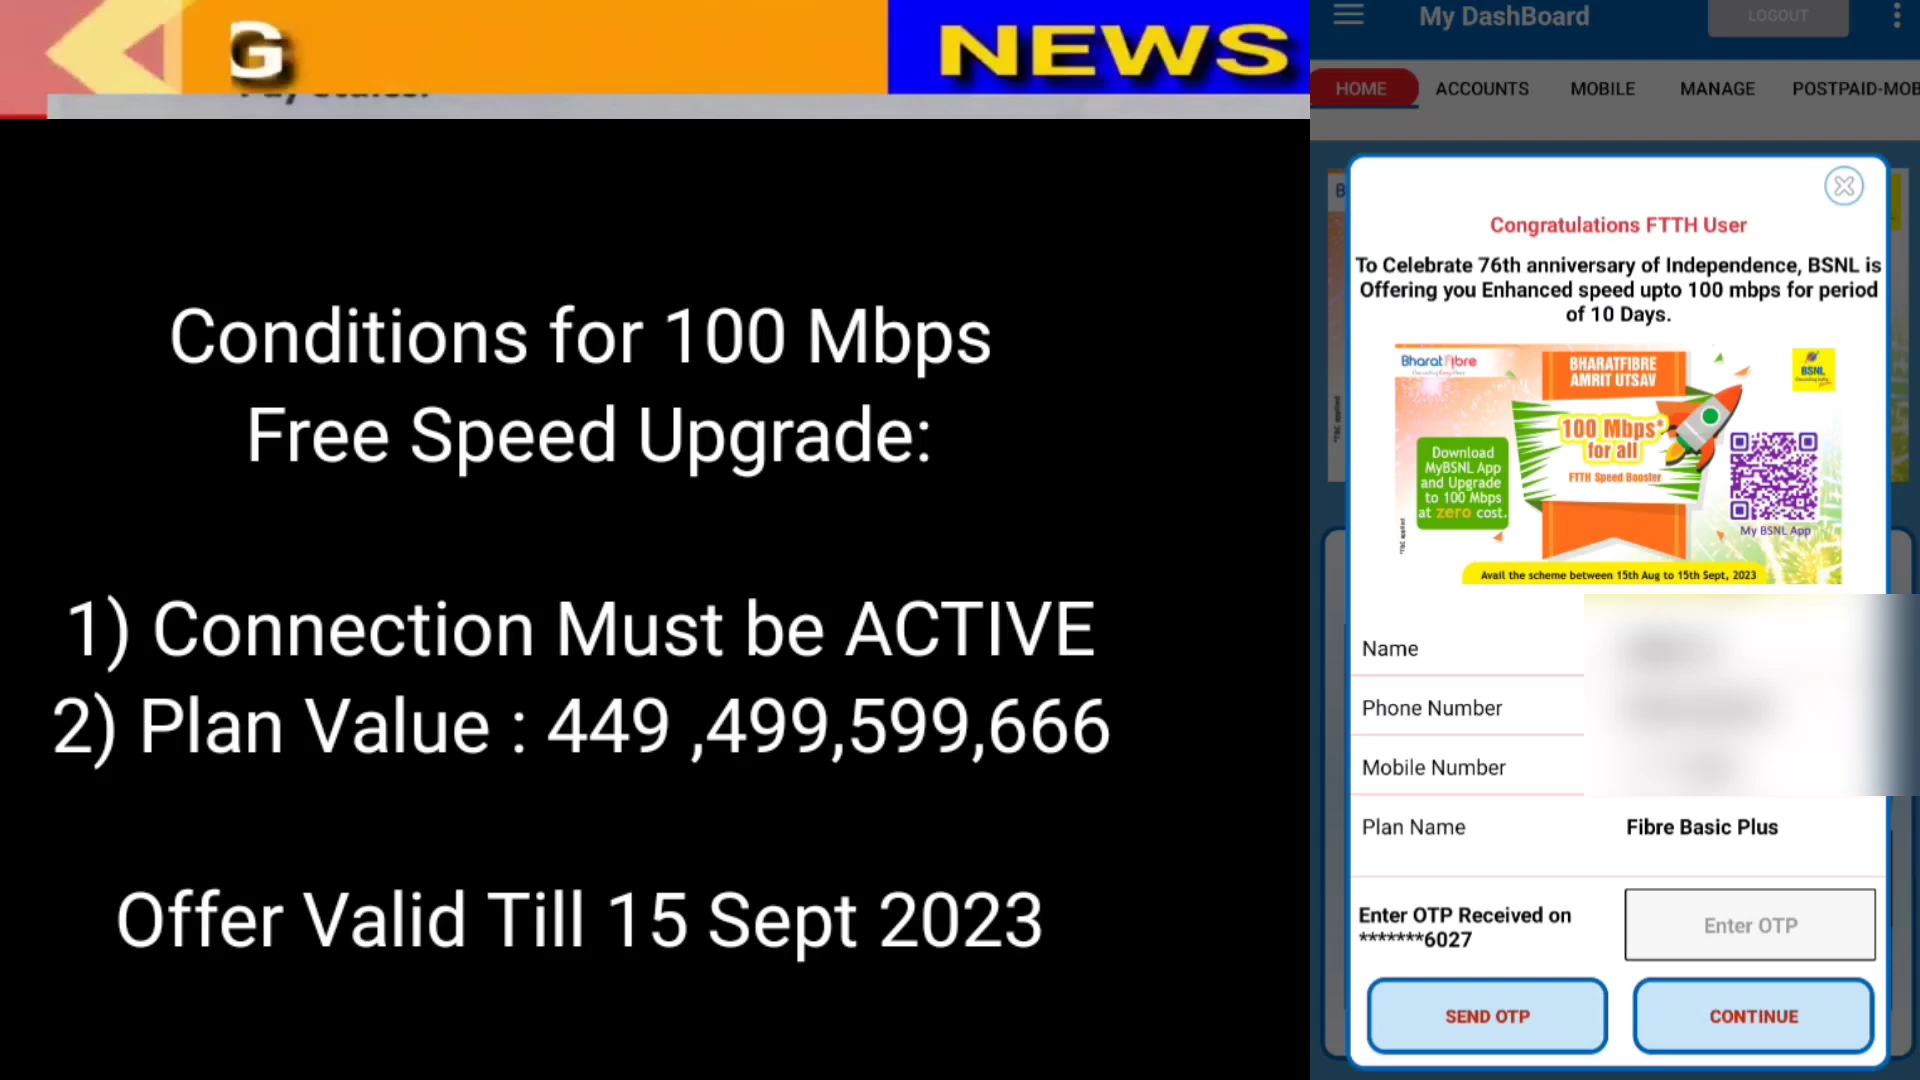 G
NEWS
Conditions for 100 Mbps
Free Speed Upgrade:
1) Connection Must be ACTIVE
2) Plan Value : 449 ,499,599,666
Offer Valid Till 15 Sept 2023
My DashBoard
LOGOUT
HOME
ACCOUNTS
MOBILE
MANAGE
POSTPAID-MOB
Congratulations FTTH User
To Celebrate 76th anniversary of Independence, BSNL is
Offering you Enhanced speed upto 100 mbps for period
of 10 Days.
Bharat Fibre
BHARATFIBRE
AMRIT UTSAV
BSNL
100 Mbps*
for all
FTTH Speed Booster
Download
MyBSNL App
and Upgrade
to 100 Mbps
at zero cost.
*T&C applied
My BSNL App
Avail the scheme between 15th Aug to 15th Sept, 2023
Name
Phone Number
Mobile Number
Plan Name
Fibre Basic Plus
Enter OTP Received on
*******6027
Enter OTP
SEND OTP
CONTINUE